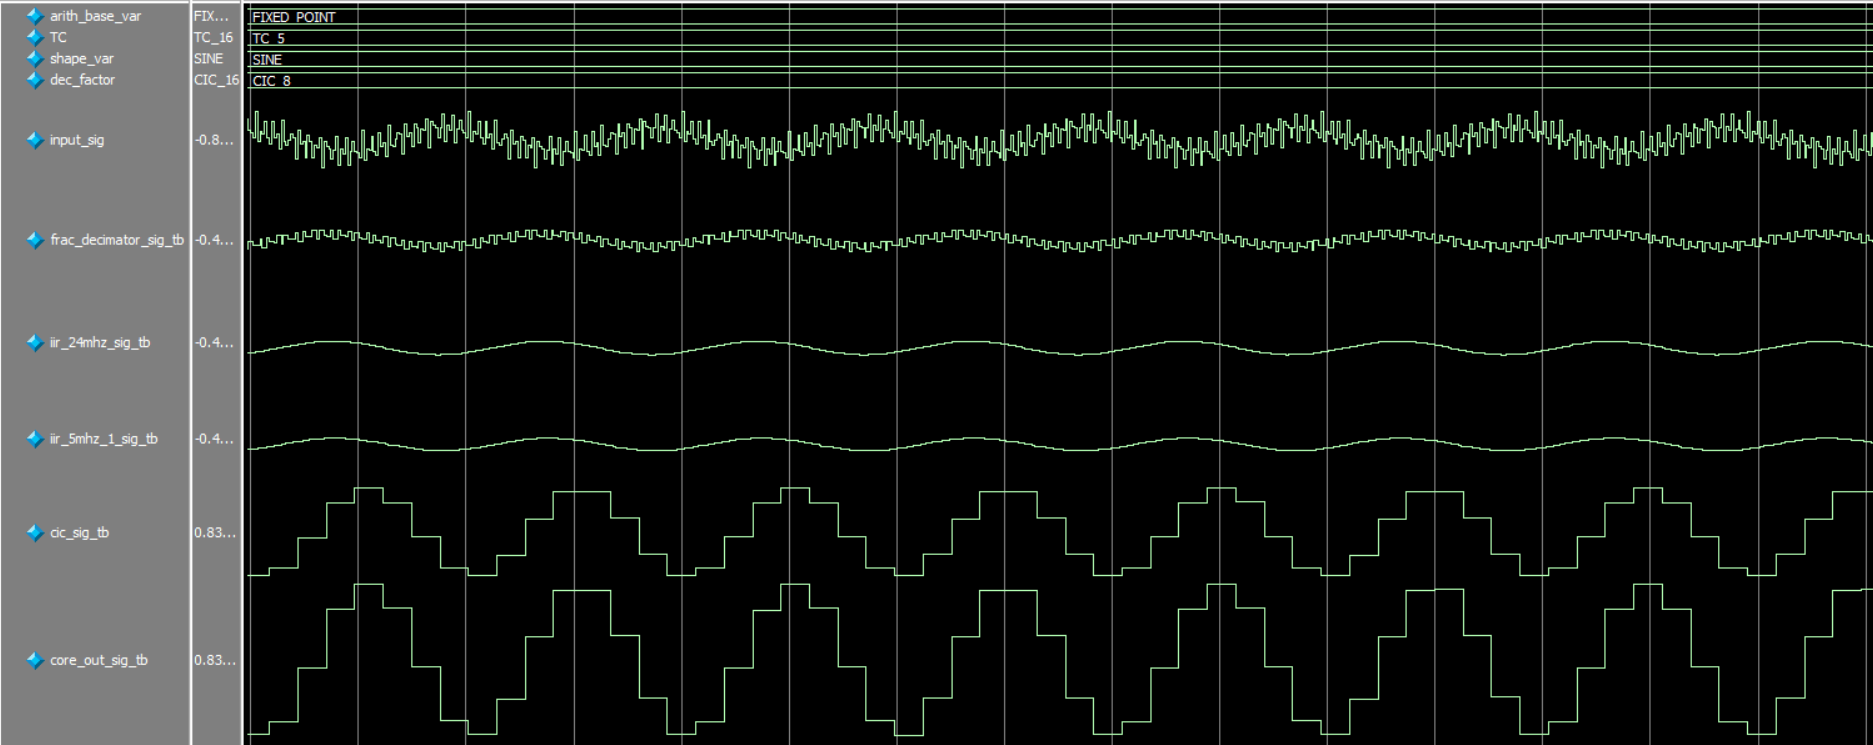 arith_base_var FIX... FIXED_POINT
TC TC_16 TC_5
shape_var SINE SINE
dec_factor CIC_16 CIC_8
input_sig -0.8...
frac_decimator_sig_tb -0.4...
iir_24mhz_sig_tb -0.4...
iir_5mhz_1_sig_tb -0.4...
cic_sig_tb 0.83...
core_out_sig_tb 0.83...